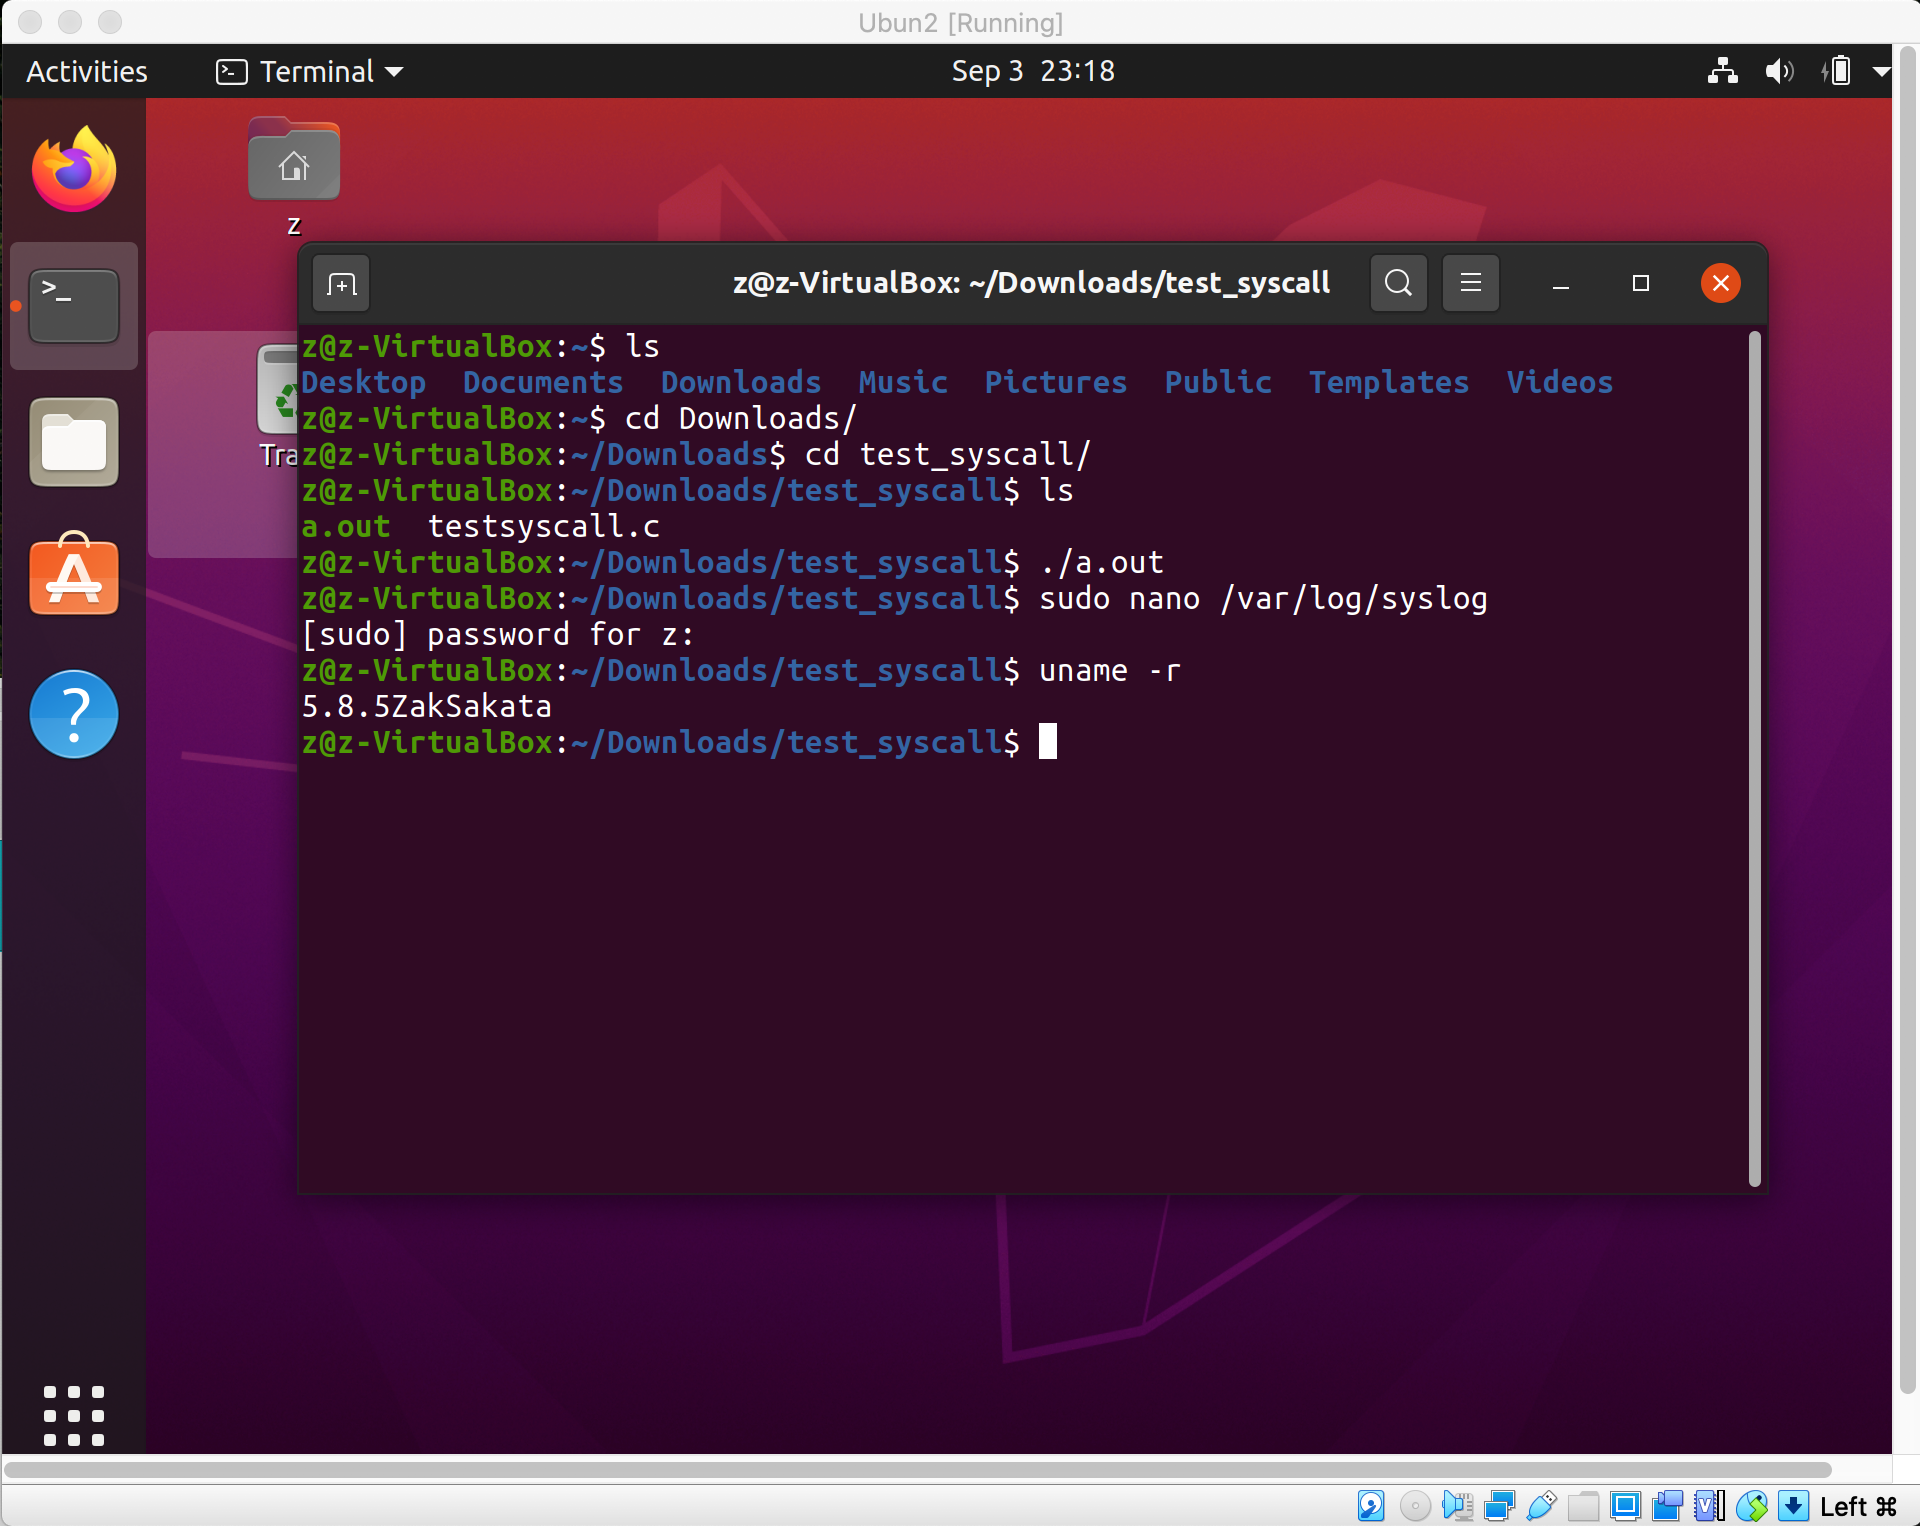 Ubun2 [Running]
Activities Terminal Sep 3 23:18
z
z@z-VirtualBox: ~/Downloads/test_syscall
z@z-VirtualBox:~$ ls
Desktop Documents Downloads Music Pictures Public Templates Videos
z@z-VirtualBox:~$ cd Downloads/
z@z-VirtualBox:~/Downloads$ cd test_syscall/
z@z-VirtualBox:~/Downloads/test_syscall$ ls
a.out testsyscall.c
z@z-VirtualBox:~/Downloads/test_syscall$ ./a.out
z@z-VirtualBox:~/Downloads/test_syscall$ sudo nano /var/log/syslog
[sudo] password for z:
z@z-VirtualBox:~/Downloads/test_syscall$ uname -r
5.8.5ZakSakata
z@z-VirtualBox:~/Downloads/test_syscall$
Tra
Left ⌘